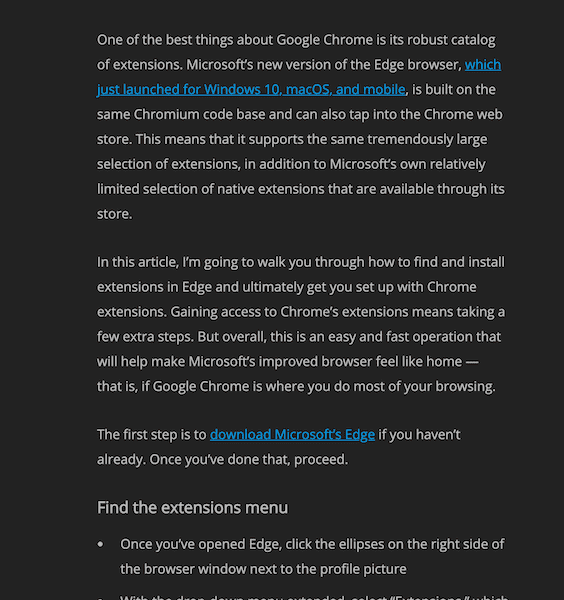 One of the best things about Google Chrome is its robust catalog
of extensions. Microsoft’s new version of the Edge browser, which
just launched for Windows 10, macOS, and mobile, is built on the
same Chromium code base and can also tap into the Chrome web
store. This means that it supports the same tremendously large
selection of extensions, in addition to Microsoft’s own relatively
limited selection of native extensions that are available through its
store.
In this article, I’m going to walk you through how to find and install
extensions in Edge and ultimately get you set up with Chrome
extensions. Gaining access to Chrome’s extensions means taking a
few extra steps. But overall, this is an easy and fast operation that
will help make Microsoft’s improved browser feel like home —
that is, if Google Chrome is where you do most of your browsing.
The first step is to download Microsoft’s Edge if you haven’t
already. Once you’ve done that, proceed.
Find the extensions menu
• Once you’ve opened Edge, click the ellipses on the right side of
the browser window next to the profile picture
• With the drop-down menu extended, select “Extensions,” which